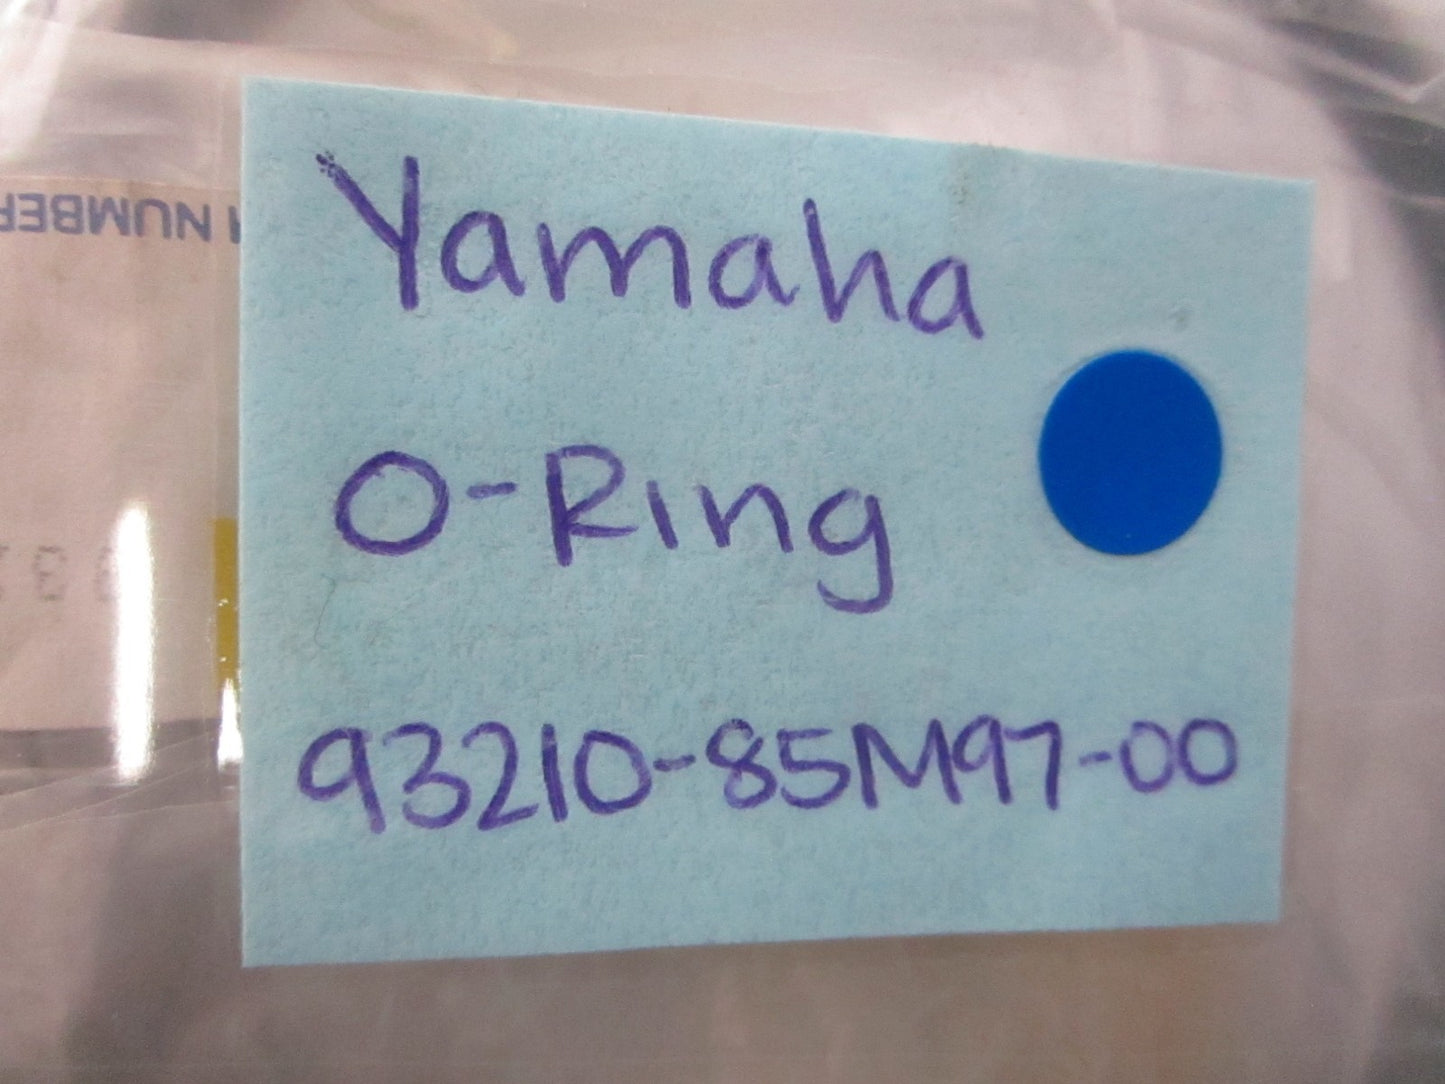 Yamaha
O-Ring
93210-85M97-00
NUMBER